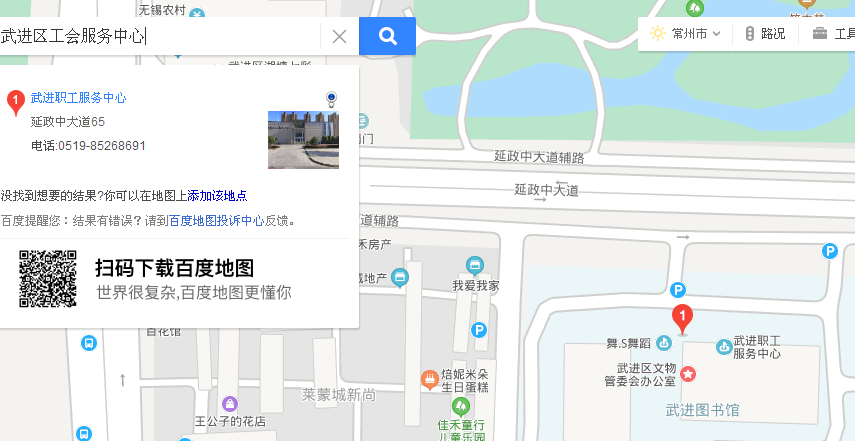 无锡农村
武进区工会服务中心
常州市
路况
工具
武进职工服务中心
延政中大道65
电话:0519-85268691
没找到想要的结果?你可以在地图上添加该地点
百度提醒您：结果有错误？请到百度地图投诉中心反馈。
扫码下载百度地图
世界很复杂,百度地图更懂你
延政中大道辅路
延政中大道
道辅路
禾房产
成地产
我爱我家
P
P
P
1
1
舞.S舞蹈
武进职工
服务中心
武进区文物
管委会办公室
武进图书馆
焙妮米朵
生日蛋糕
佳禾童行
儿童乐园
莱蒙城新尚
王公子的花店
百花馆